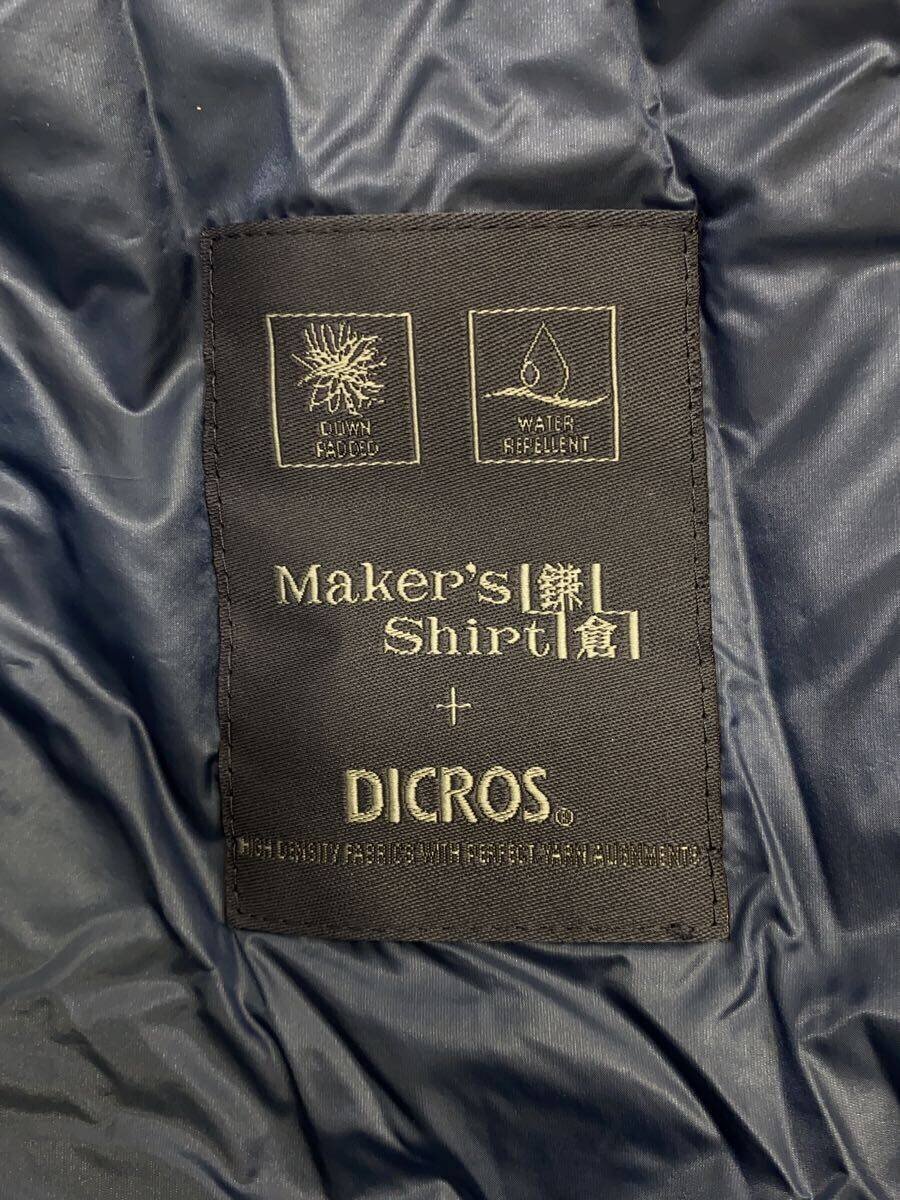 DOWN
PADDED
WATER
REPELLENT
Maker's 鎌
Shirt 倉
+
DICROS®
HIGH DENSITY FABRICS WITH PERFECT YARN ALIGNMENTS